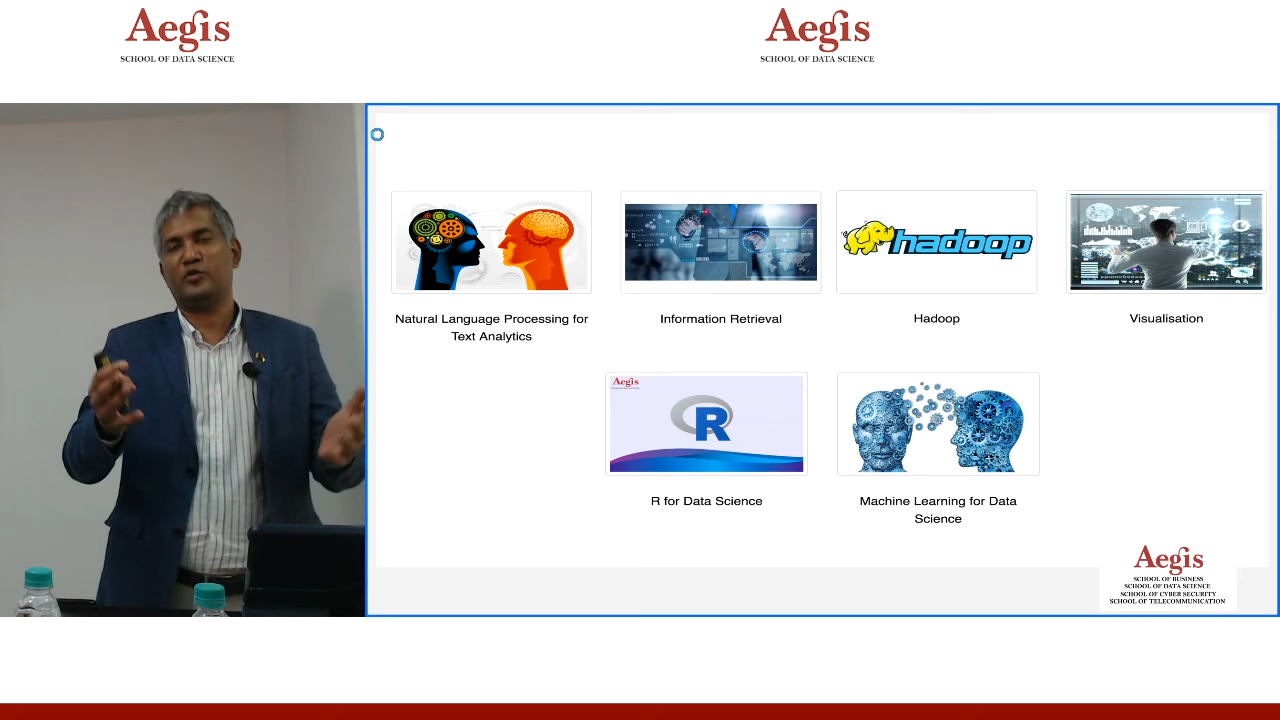 Aegis
SCHOOL OF DATA SCIENCE
Aegis
SCHOOL OF DATA SCIENCE
hadoop
Natural Language Processing for
Text Analytics
Information Retrieval
Hadoop
Visualisation
Aegis
R
R for Data Science
Machine Learning for Data
Science
Aegis
SCHOOL OF BUSINESS
SCHOOL OF DATA SCIENCE
SCHOOL OF CYBER SECURITY
SCHOOL OF TELECOMMUNICATION